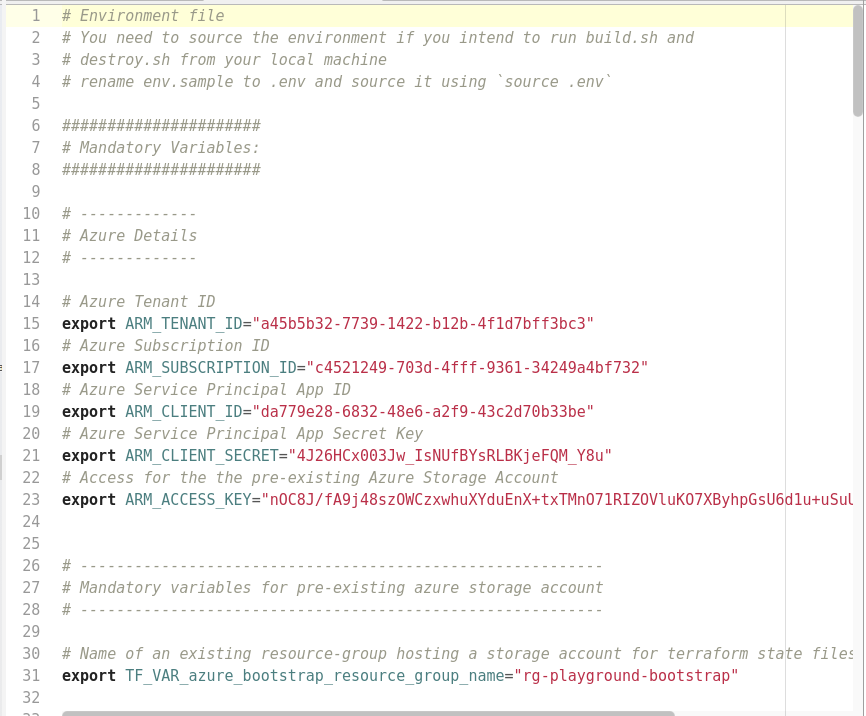 1 # Environment file
2 # You need to source the environment if you intend to run build.sh and
3 # destroy.sh from your local machine
4 # rename env.sample to .env and source it using `source .env`
5
6 ######################
7 # Mandatory Variables:
8 ######################
9
10 # -------------
11 # Azure Details
12 # -------------
13
14 # Azure Tenant ID
15 export ARM_TENANT_ID="a45b5b32-7739-1422-b12b-4f1d7bff3bc3"
16 # Azure Subscription ID
17 export ARM_SUBSCRIPTION_ID="c4521249-703d-4fff-9361-34249a4bf732"
18 # Azure Service Principal App ID
19 export ARM_CLIENT_ID="da779e28-6832-48e6-a2f9-43c2d70b33be"
20 # Azure Service Principal App Secret Key
21 export ARM_CLIENT_SECRET="4J26HCx003Jw_IsNUfBYsRLBKjeFQM_Y8u"
22 # Access for the the pre-existing Azure Storage Account
23 export ARM_ACCESS_KEY="nOC8J/fA9j48szOWCzxwhuXYduEnX+txTMnO71RIZOVluKO7XByhpGsU6d1u+uSuU
24
25
26 # ----------------------------------------------------------
27 # Mandatory variables for pre-existing azure storage account
28 # ----------------------------------------------------------
29
30 # Name of an existing resource-group hosting a storage account for terraform state files
31 export TF_VAR_azure_bootstrap_resource_group_name="rg-playground-bootstrap"
32